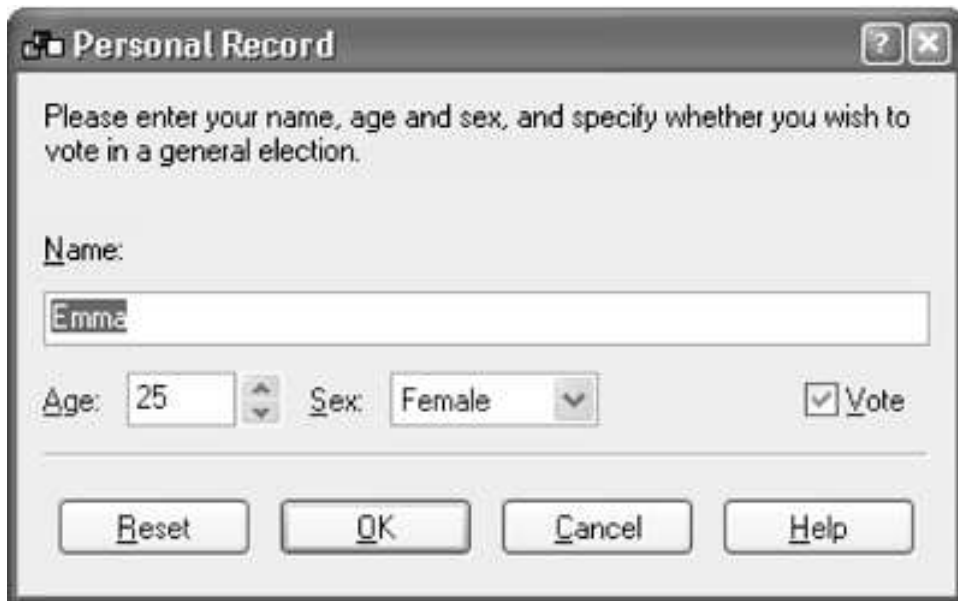 Personal Record
Please enter your name, age and sex, and specify whether you wish to
vote in a general election.
Name:
Emma
Age: 25 Sex: Female Vote
Reset OK Cancel Help